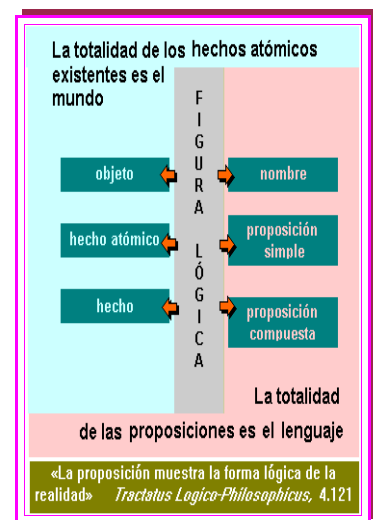 La totalidad de los hechos atómicos
existentes es el
mundo
FIGURA LÓGICA
objeto
nombre
hecho atómico
proposición
simple
hecho
proposición
compuesta
La totalidad
de las proposiciones es el lenguaje
«La proposición muestra la forma lógica de la
realidad» Tractatus Logico-Philosophicus, 4.121